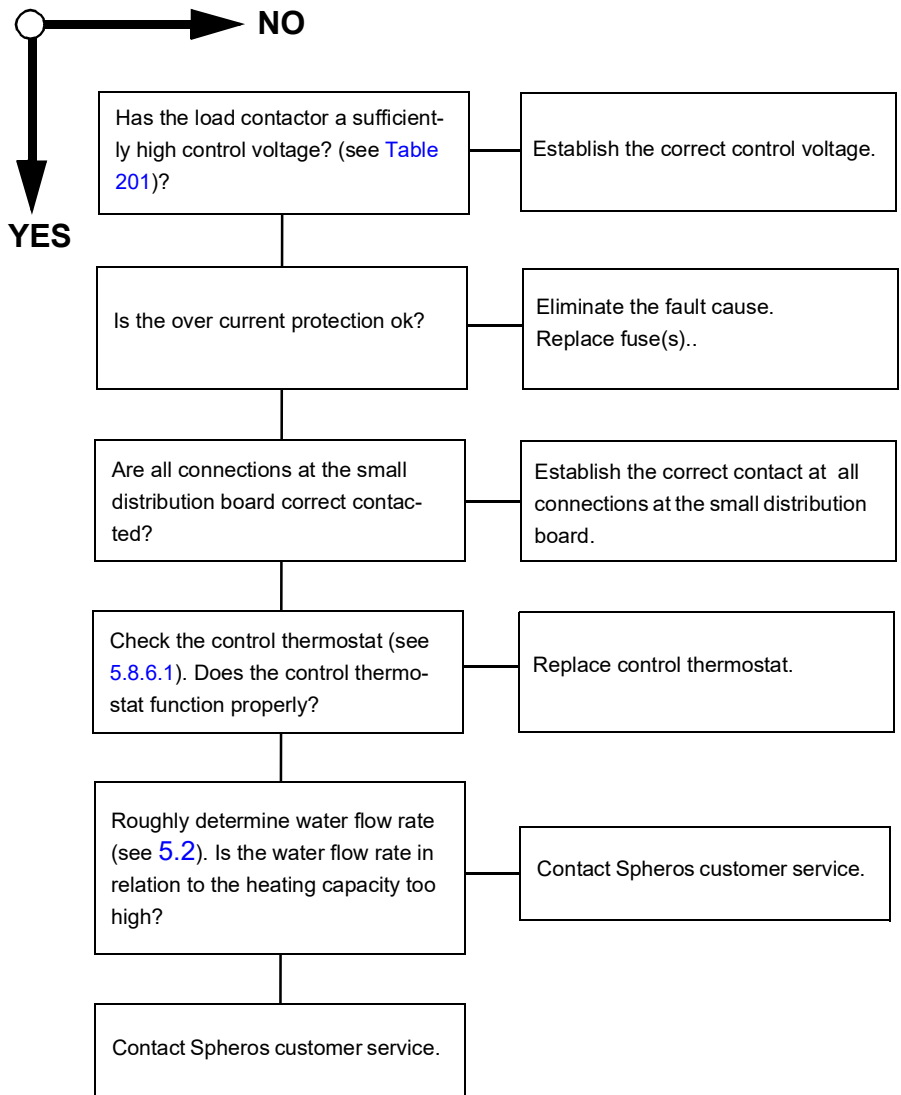 NO
YES
Has the load contactor a sufficient-
ly high control voltage? (see Table
201)?
Establish the correct control voltage.
Is the over current protection ok?
Eliminate the fault cause.
Replace fuse(s)..
Are all connections at the small
distribution board correct contac-
ted?
Establish the correct contact at all
connections at the small distribution
board.
Check the control thermostat (see
5.8.6.1). Does the control thermo-
stat function properly?
Replace control thermostat.
Roughly determine water flow rate
(see 5.2). Is the water flow rate in
relation to the heating capacity too
high?
Contact Spheros customer service.
Contact Spheros customer service.